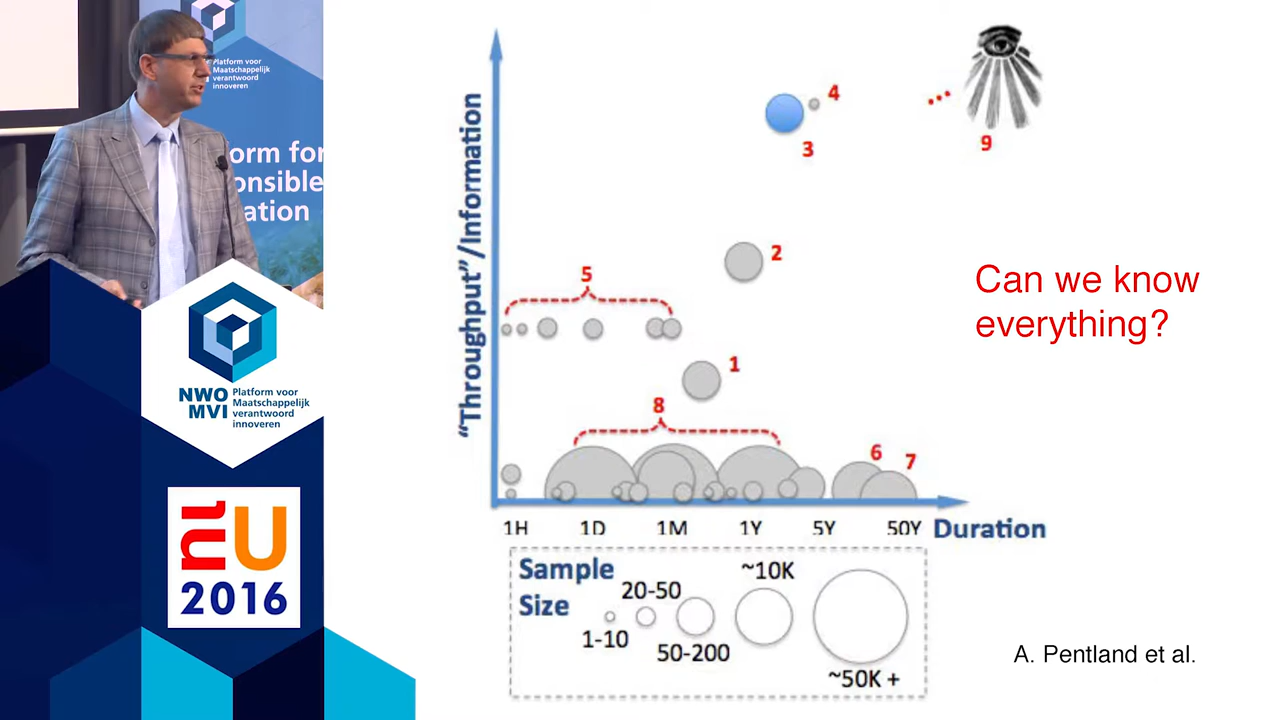 Platform voor
Maatschappelijk
verantwoord
innoveren
orm for
onsible
ation
NWO
MVI
Platform voor
Maatschappelijk
verantwoord
innoveren
nl
U
2016
"Throughput"/Information
4
3
9
2
5
1
8
6
7
1H
1D
1M
1Y
5Y
50Y
Duration
Can we know
everything?
Sample
Size
1-10
20-50
50-200
~10K
~50K +
A. Pentland et al.